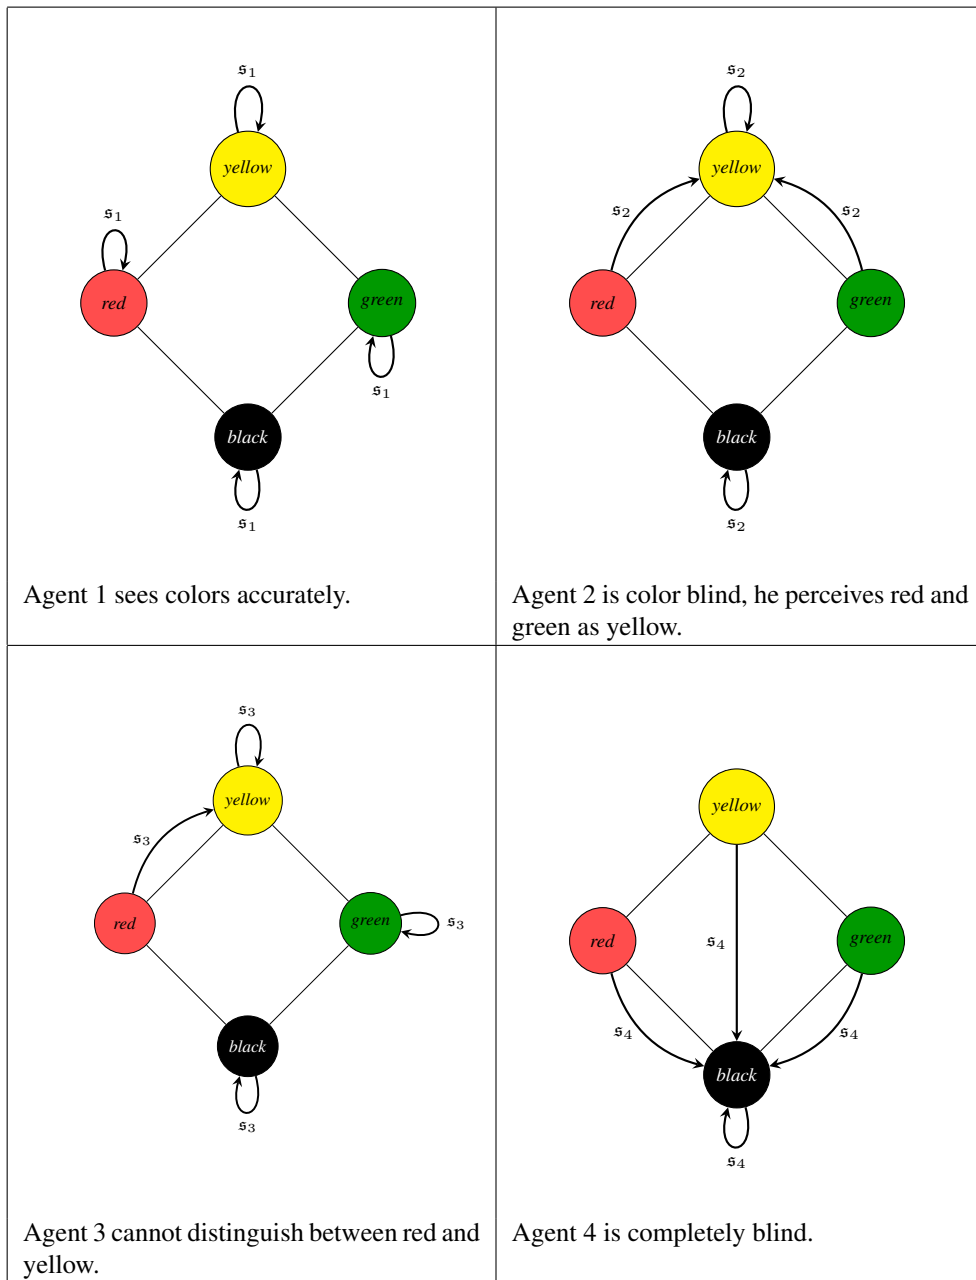 𝔰₁
yellow
𝔰₁
red
green
𝔰₁
black
𝔰₁
Agent 1 sees colors accurately.
𝔰₂
yellow
𝔰₂
𝔰₂
red
green
black
𝔰₂
Agent 2 is color blind, he perceives red and
green as yellow.
𝔰₃
yellow
𝔰₃
red
green
𝔰₃
black
𝔰₃
Agent 3 cannot distinguish between red and
yellow.
yellow
red
green
𝔰₄
𝔰₄
𝔰₄
black
𝔰₄
Agent 4 is completely blind.